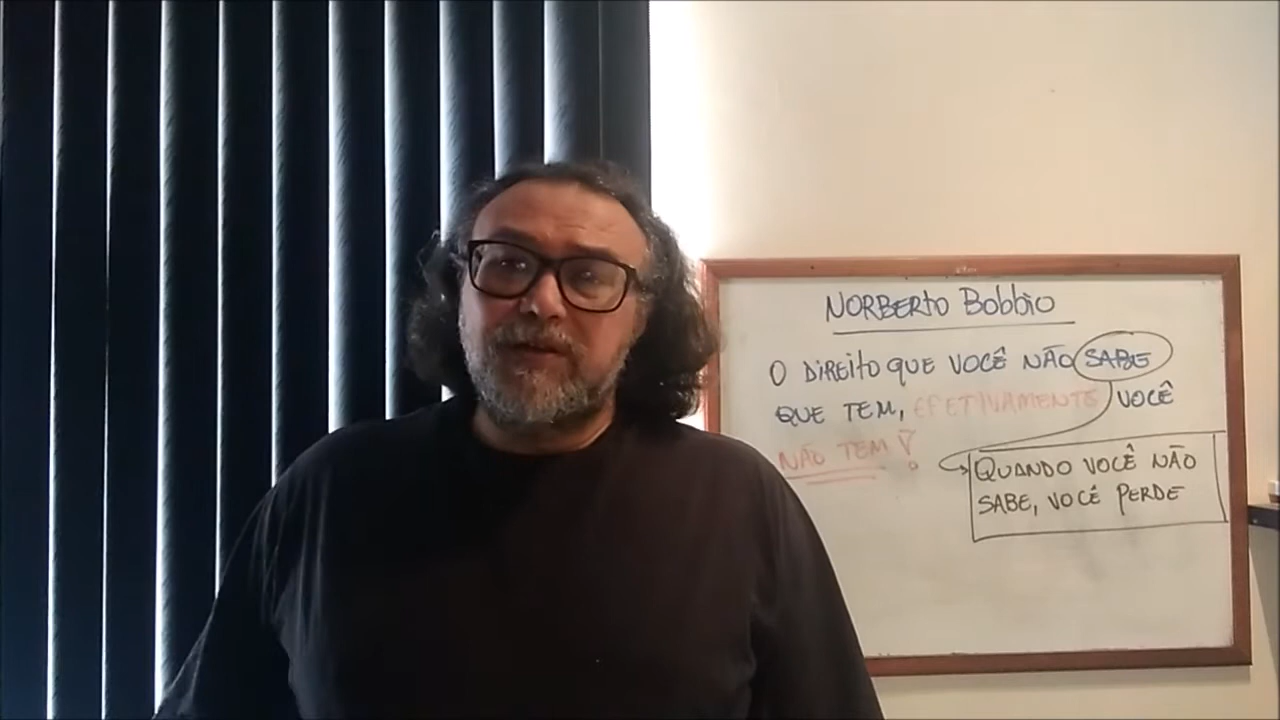 NORBERTO BOBBIO
O DIREITO QUE VOCÊ NÃO SABE
QUE TEM, EFETIVAMENTE VOCÊ
NÃO TEM!
QUANDO VOCÊ NÃO
SABE, VOCÊ PERDE